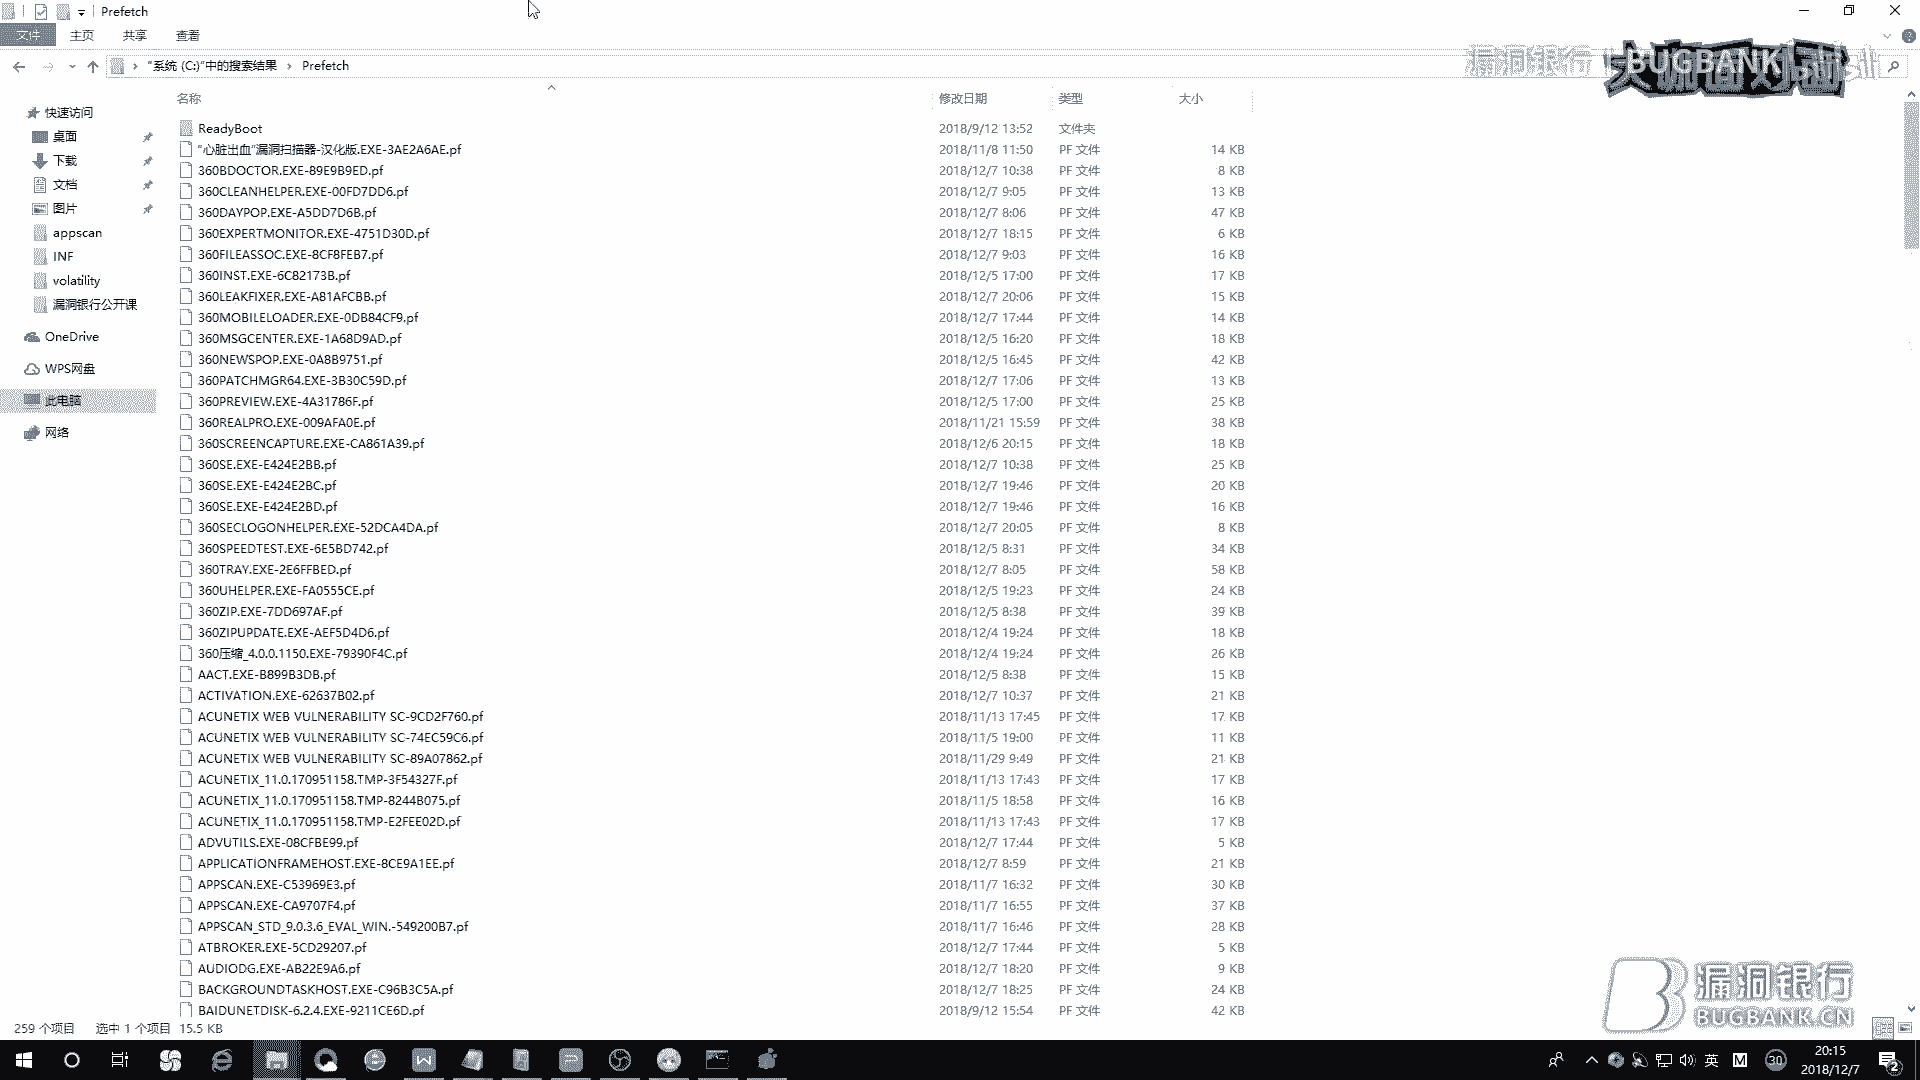 Prefetch
文件 主页 共享 查看
"系统 (C:)"中的搜索结果 › Prefetch
漏洞银行 BUGBANK
名称 修改日期 类型 大小
快速访问
桌面
下载
文档
图片
appscan
INF
volatility
漏洞银行公开课
OneDrive
WPS网盘
此电脑
网络
ReadyBoot 2018/9/12 13:52 文件夹
"心脏出血"漏洞扫描器-汉化版.EXE-3AE2A6AE.pf 2018/11/8 11:50 PF 文件 14 KB
360BDOCTOR.EXE-89E9B9ED.pf 2018/12/7 10:38 PF 文件 8 KB
360CLEANHELPER.EXE-00FD7DD6.pf 2018/12/7 9:05 PF 文件 13 KB
360DAYPOP.EXE-A5DD7D6B.pf 2018/12/7 8:06 PF 文件 47 KB
360EXPERTMONITOR.EXE-4751D30D.pf 2018/12/7 18:15 PF 文件 6 KB
360FILEASSOC.EXE-8CF8FEB7.pf 2018/12/7 9:03 PF 文件 16 KB
360INST.EXE-6C82173B.pf 2018/12/5 17:00 PF 文件 17 KB
360LEAKFIXER.EXE-A81AFCBB.pf 2018/12/7 20:06 PF 文件 15 KB
360MOBILELOADER.EXE-0DB84CF9.pf 2018/12/7 17:44 PF 文件 14 KB
360MSGCENTER.EXE-1A68D9AD.pf 2018/12/5 16:20 PF 文件 18 KB
360NEWSPOP.EXE-0A8B9751.pf 2018/12/5 16:45 PF 文件 42 KB
360PATCHMGR64.EXE-3B30C59D.pf 2018/12/7 17:06 PF 文件 13 KB
360PREVIEW.EXE-4A31786F.pf 2018/12/5 17:00 PF 文件 25 KB
360REALPRO.EXE-009AFA0E.pf 2018/11/21 15:59 PF 文件 38 KB
360SCREENCAPTURE.EXE-CA861A39.pf 2018/12/6 20:15 PF 文件 18 KB
360SE.EXE-E424E2BB.pf 2018/12/7 10:38 PF 文件 25 KB
360SE.EXE-E424E2BC.pf 2018/12/7 19:46 PF 文件 20 KB
360SE.EXE-E424E2BD.pf 2018/12/7 19:46 PF 文件 16 KB
360SECLOGONHELPER.EXE-52DCA4DA.pf 2018/12/7 20:05 PF 文件 8 KB
360SPEEDTEST.EXE-6E5BD742.pf 2018/12/5 8:31 PF 文件 34 KB
360TRAY.EXE-2E6FFBED.pf 2018/12/7 8:05 PF 文件 58 KB
360UHELPER.EXE-FA0555CE.pf 2018/12/5 19:23 PF 文件 24 KB
360ZIP.EXE-7DD697AF.pf 2018/12/5 8:38 PF 文件 39 KB
360ZIPUPDATE.EXE-AEF5D4D6.pf 2018/12/4 19:24 PF 文件 18 KB
360压缩_4.0.0.1150.EXE-79390F4C.pf 2018/12/4 19:24 PF 文件 26 KB
AACT.EXE-B899B3DB.pf 2018/12/5 8:38 PF 文件 15 KB
ACTIVATION.EXE-62637B02.pf 2018/12/7 10:37 PF 文件 21 KB
ACUNETIX WEB VULNERABILITY SC-9CD2F760.pf 2018/11/13 17:45 PF 文件 17 KB
ACUNETIX WEB VULNERABILITY SC-74EC59C6.pf 2018/11/5 19:00 PF 文件 11 KB
ACUNETIX WEB VULNERABILITY SC-89A07862.pf 2018/11/29 9:49 PF 文件 21 KB
ACUNETIX_11.0.170951158.TMP-3F54327F.pf 2018/11/13 17:43 PF 文件 17 KB
ACUNETIX_11.0.170951158.TMP-8244B075.pf 2018/11/5 18:58 PF 文件 16 KB
ACUNETIX_11.0.170951158.TMP-E2FEE02D.pf 2018/11/13 17:43 PF 文件 17 KB
ADVUTILS.EXE-08CFBE99.pf 2018/12/7 17:44 PF 文件 5 KB
APPLICATIONFRAMEHOST.EXE-8CE9A1EE.pf 2018/12/7 8:59 PF 文件 21 KB
APPSCAN.EXE-C53969E3.pf 2018/11/7 16:32 PF 文件 30 KB
APPSCAN.EXE-CA9707F4.pf 2018/11/7 16:55 PF 文件 37 KB
APPSCAN_STD_9.0.3.6_EVAL_WIN.-549200B7.pf 2018/11/7 16:46 PF 文件 28 KB
ATBROKER.EXE-5CD29207.pf 2018/12/7 17:44 PF 文件 5 KB
AUDIODG.EXE-AB22E9A6.pf 2018/12/7 18:20 PF 文件 9 KB
BACKGROUNDTASKHOST.EXE-C96B3C5A.pf 2018/12/7 18:25 PF 文件 24 KB
BAIDUNETDISK-6.2.4.EXE-9211CE6D.pf 2018/9/12 15:54 PF 文件 42 KB
漏洞银行
BUGBANK.CN
259 个项目 选中 1 个项目 15.5 KB
英 M 30 20:15
2018/12/7 2